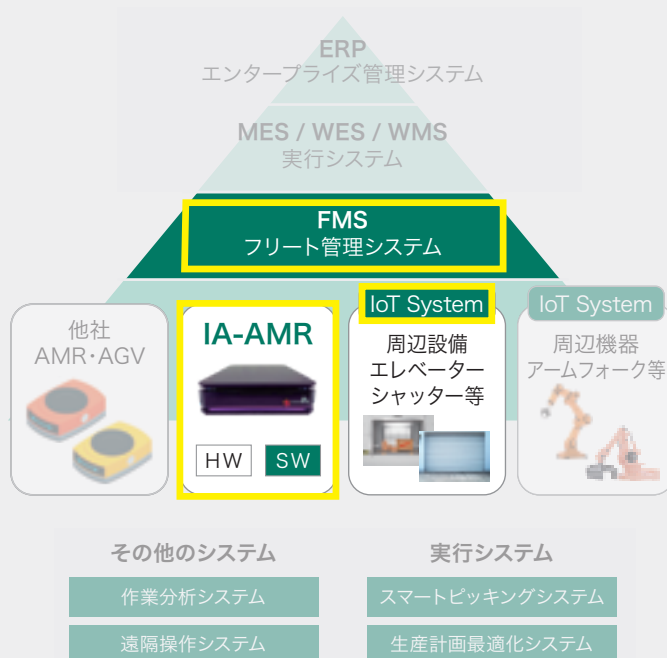 ERP
エンタープライズ管理システム
MES / WES / WMS
実行システム
FMS
フリート管理システム
他社
AMR・AGV
IA-AMR
HW
SW
IoT System
周辺設備
エレベーター
シャッター等
IoT System
周辺機器
アームフォーク等
その他のシステム
作業分析システム
遠隔操作システム
実行システム
スマートピッキングシステム
生産計画最適化システム